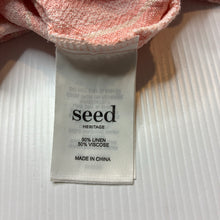 seed
HERITAGE
50% LINEN
50% VISCOSE
MADE IN CHINA